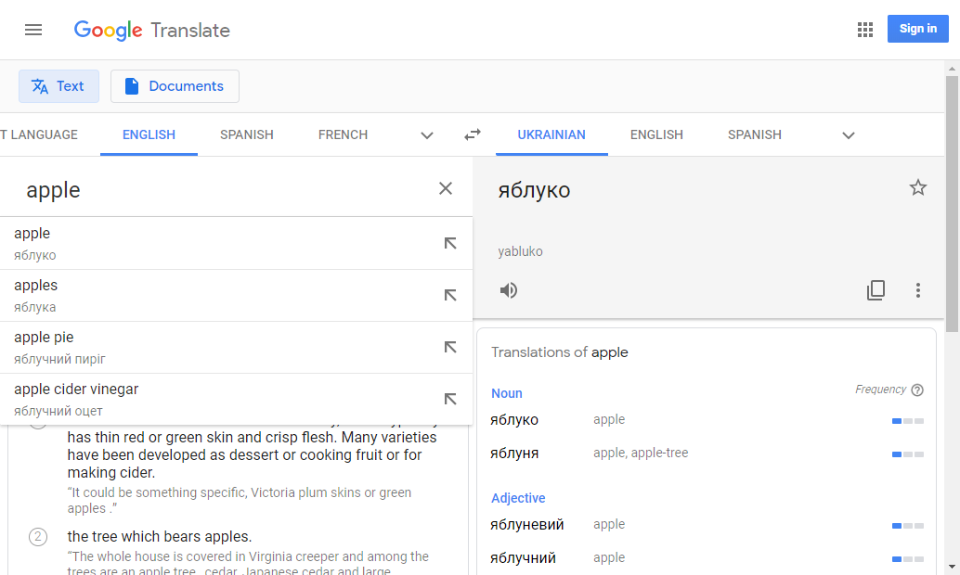 Google Translate
Sign in
Text
Documents
T LANGUAGE
ENGLISH
SPANISH
FRENCH
UKRAINIAN
ENGLISH
SPANISH
apple
яблуко
yabluko
apple
яблуко
apples
яблука
apple pie
яблучний пиріг
apple cider vinegar
яблучний оцет
has thin red or green skin and crisp flesh. Many varieties
have been developed as dessert or cooking fruit or for
making cider.
“It could be something specific, Victoria plum skins or green
apples .”
2 the tree which bears apples.
“The whole house is covered in Virginia creeper and among the
trees are an apple tree , cedar, Japanese cedar and large
Translations of apple
Noun
Frequency
яблуко apple
яблуня apple, apple-tree
Adjective
яблуневий apple
яблучний apple